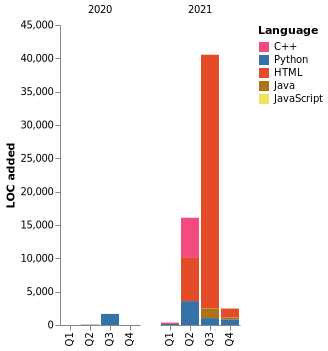 2020
2021
LOC added
45,000
40,000
35,000
30,000
25,000
20,000
15,000
10,000
5,000
0
Q1
Q2
Q3
Q4
Q1
Q2
Q3
Q4
Language
C++
Python
HTML
Java
JavaScript